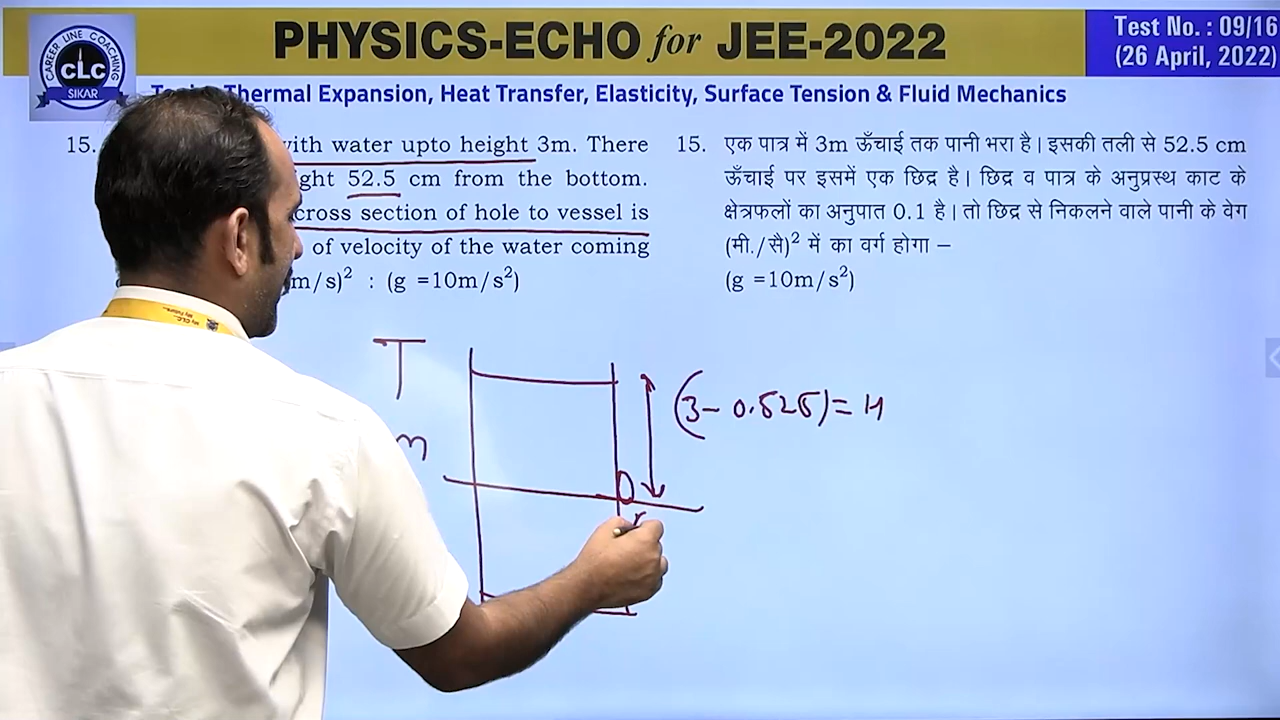 PHYSICS-ECHO for JEE-2022
Test No. : 09/16
(26 April, 2022)
CAREER LINE COACHING
CLC
SIKAR
Thermal Expansion, Heat Transfer, Elasticity, Surface Tension & Fluid Mechanics
15.
with water upto height 3m. There
52.5 cm from the bottom.
cross section of hole to vessel is
of velocity of the water coming
m/s)² : (g =10m/s²)
15. एक पात्र में 3m ऊँचाई तक पानी भरा है। इसकी तली से 52.5 cm
ऊँचाई पर इसमें एक छिद्र है। छिद्र व पात्र के अनुप्रस्थ काट के
क्षेत्रफलों का अनुपात 0.1 है। तो छिद्र से निकलने वाले पानी के वेग
(मी./सै)² में का वर्ग होगा –
(g =10m/s²)
My CLC..
My Future..
(3-0.525)= H
m